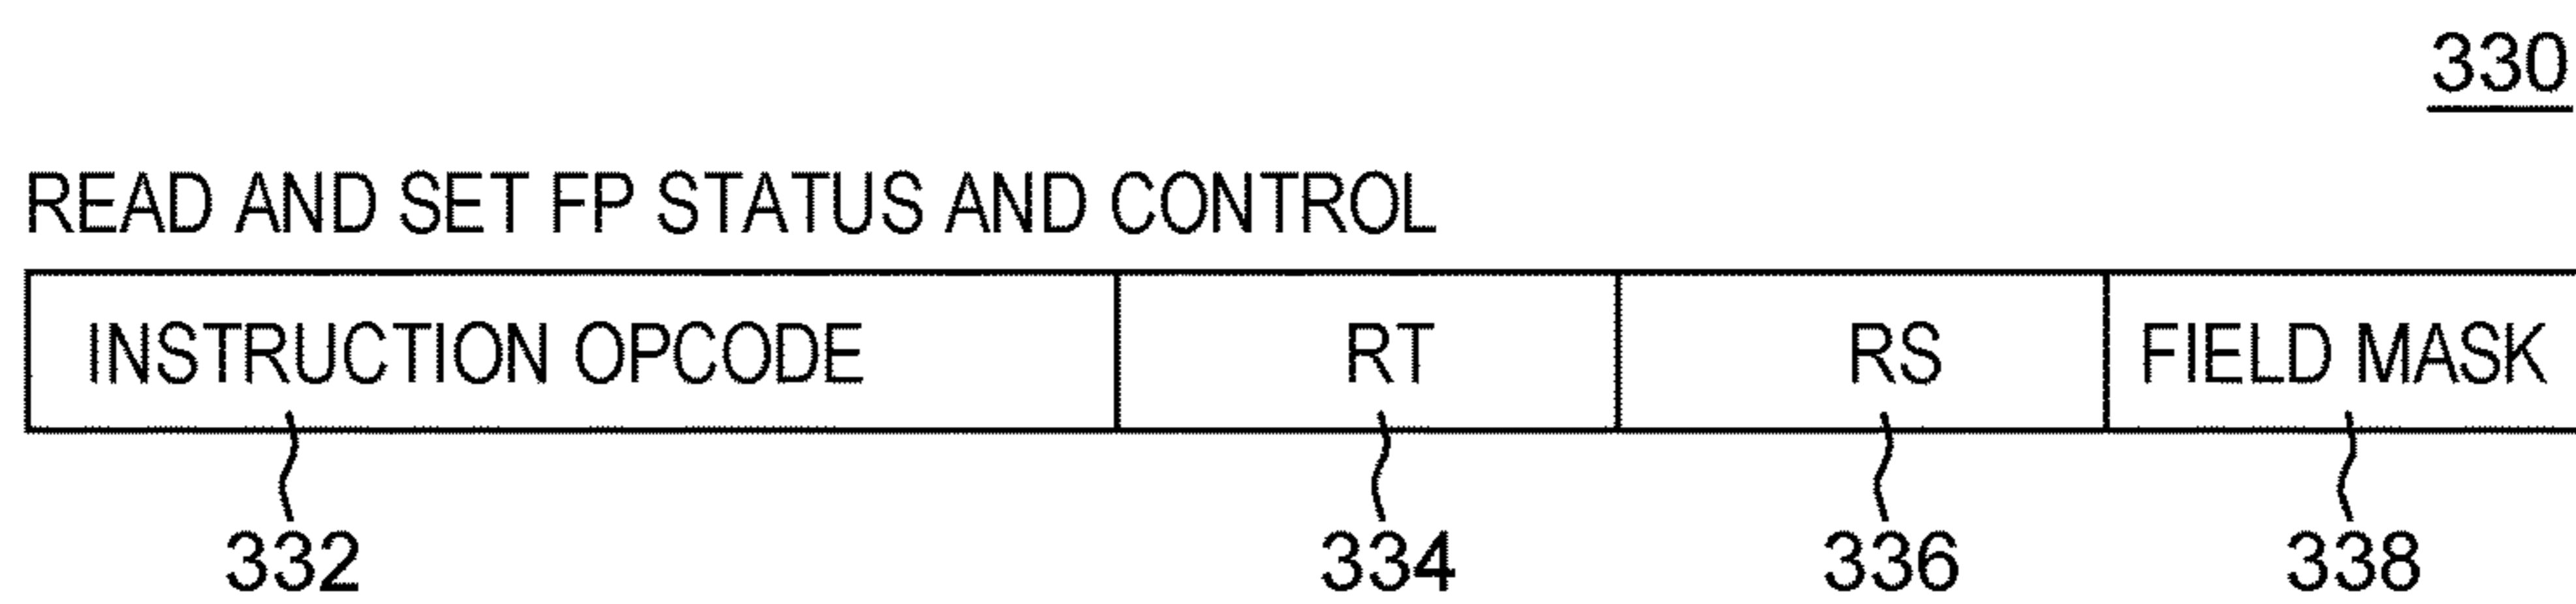 330
READ AND SET FP STATUS AND CONTROL
INSTRUCTION OPCODE RT RS FIELD MASK
332 334 336 338